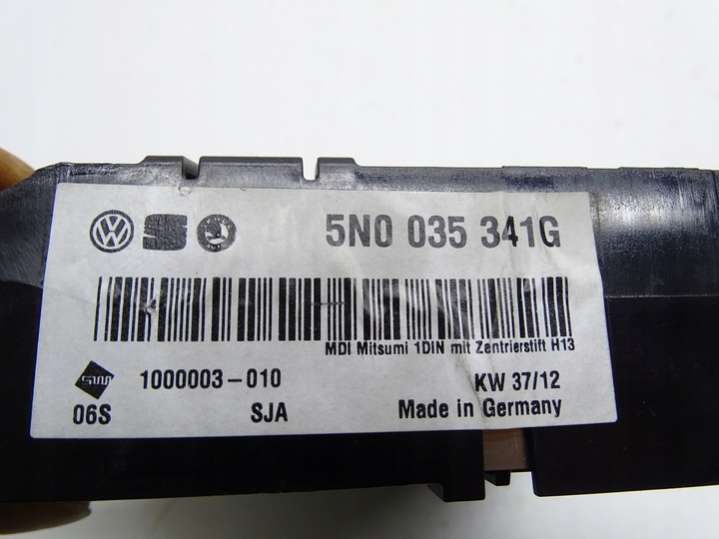 5N0 035 341G
MDI Mitsumi 1DIN mit Zentrierstift H13
1000003-010
KW 37/12
06S
SJA
Made in Germany